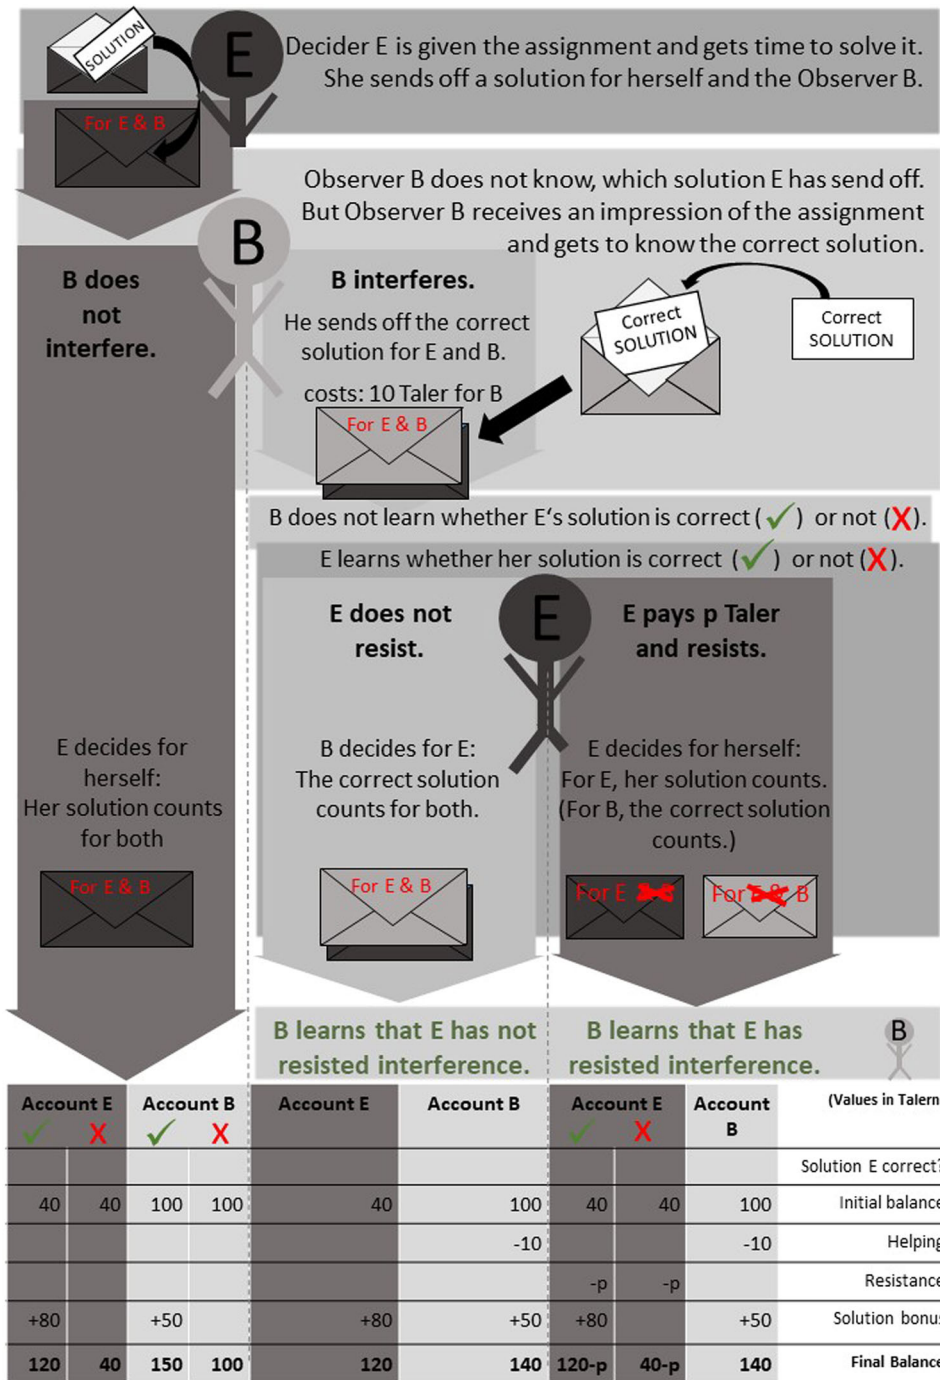 SOLUTION
E
Decider E is given the assignment and gets time to solve it.
She sends off a solution for herself and the Observer B.
For E & B
Observer B does not know, which solution E has send off.
But Observer B receives an impression of the assignment
and gets to know the correct solution.
B
B does
not
interfere.
B interferes.
He sends off the correct
solution for E and B.
costs: 10 Taler for B
For E & B
Correct
SOLUTION
Correct
SOLUTION
B does not learn whether E's solution is correct (✓) or not (X).
E learns whether her solution is correct (✓) or not (X).
E does not
resist.
E
E pays p Taler
and resists.
E decides for
herself:
Her solution counts
for both
B decides for E:
The correct solution
counts for both.
E decides for herself:
For E, her solution counts.
(For B, the correct solution
counts.)
For E & B
For E & B
For E & B
For E & B
B learns that E has not
resisted interference.
B learns that E has
resisted interference.
B
Account E Account B Account E Account B Account E Account B (Values in Talern
✓ X ✓ X ✓ X
Solution E correct?
40 40 100 100 40 100 40 40 100 Initial balance
-10 -10 Helping
-p -p Resistance
+80 +50 +80 +50 +80 +50 Solution bonus
120 40 150 100 120 140 120-p 40-p 140 Final Balance